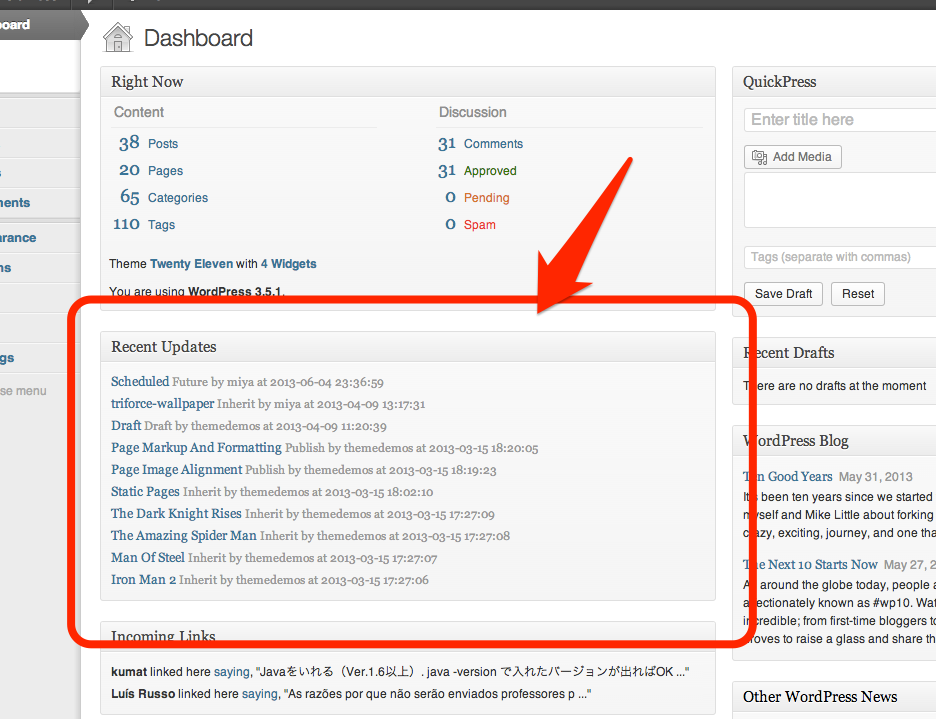 board
Dashboard
Right Now
Content
Discussion
38 Posts
31 Comments
20 Pages
31 Approved
65 Categories
0 Pending
110 Tags
0 Spam
Theme Twenty Eleven with 4 Widgets
You are using WordPress 3.5.1.
Recent Updates
Scheduled Future by miya at 2013-06-04 23:36:59
triforce-wallpaper Inherit by miya at 2013-04-09 13:17:31
Draft Draft by themedemos at 2013-04-09 11:20:39
Page Markup And Formatting Publish by themedemos at 2013-03-15 18:20:05
Page Image Alignment Publish by themedemos at 2013-03-15 18:19:23
Static Pages Inherit by themedemos at 2013-03-15 18:02:10
The Dark Knight Rises Inherit by themedemos at 2013-03-15 17:27:09
The Amazing Spider Man Inherit by themedemos at 2013-03-15 17:27:08
Man Of Steel Inherit by themedemos at 2013-03-15 17:27:07
Iron Man 2 Inherit by themedemos at 2013-03-15 17:27:06
Incoming Links
kumat linked here saying, "Javaをいれる（Ver.1.6以上）. java -version で入れたバージョンが出ればOK ..."
Luís Russo linked here saying, "As razões por que não serão enviados professores p ..."
QuickPress
Enter title here
Add Media
Tags (separate with commas)
Save Draft
Reset
Recent Drafts
There are no drafts at the moment
WordPress Blog
Ten Good Years May 31, 2013
It's been ten years since we started
myself and Mike Little about forking
crazy, exciting, journey, and one tha
The Next 10 Starts Now May 27, 2
All around the globe today, people a
affectionately known as #wp10. Wat
incredible; from first-time bloggers to
proves to raise a glass and share th
Other WordPress News
s
ments
arance
ns
gs
se menu